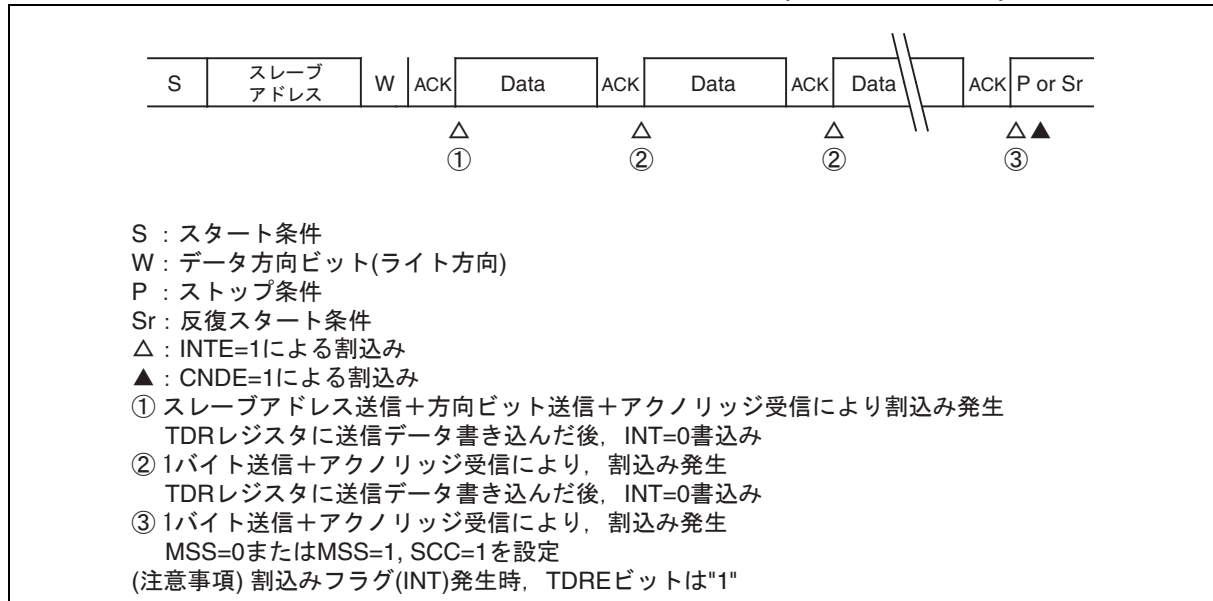 S スレーブ アドレス W ACK Data ACK Data ACK Data ACK P or Sr
△ △ △ △▲
① ② ② ③
S :スタート条件
W:データ方向ビット(ライト方向)
P :ストップ条件
Sr:反復スタート条件
△:INTE=1による割込み
▲:CNDE=1による割込み
① スレーブアドレス送信+方向ビット送信+アクノリッジ受信により割込み発生
TDRレジスタに送信データ書き込んだ後,INT=0書込み
② 1バイト送信+アクノリッジ受信により,割込み発生
TDRレジスタに送信データ書き込んだ後,INT=0書込み
③ 1バイト送信+アクノリッジ受信により,割込み発生
MSS=0またはMSS=1, SCC=1を設定
(注意事項) 割込みフラグ(INT)発生時,TDREビットは"1"